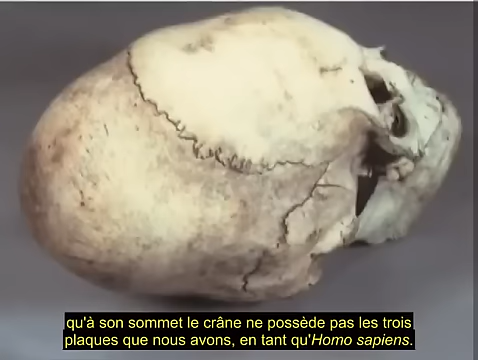 qu'à son sommet le crâne ne possède pas les trois
plaques que nous avons, en tant qu'Homo sapiens.